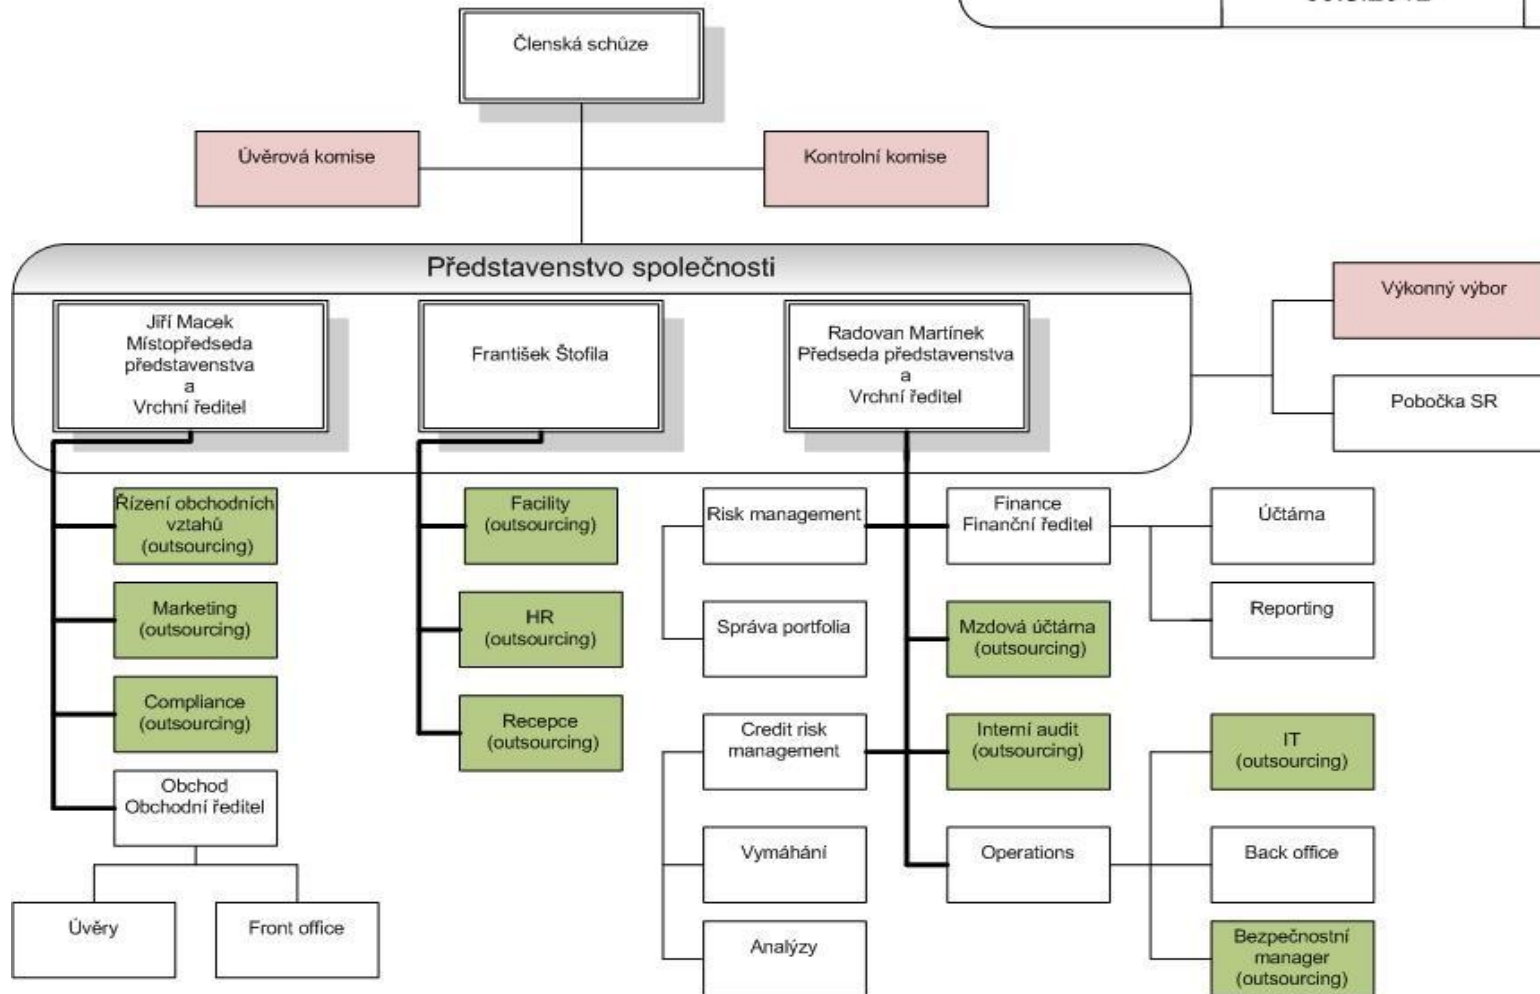 Členská schůze
Úvěrová komise
Kontrolní komise
Představenstvo společnosti
Výkonný výbor
Pobočka SR
Jiří Macek
Místopředseda
představenstva
a
Vrchní ředitel
František Štofila
Radovan Martínek
Předseda představenstva
a
Vrchní ředitel
Řízení obchodních
vztahů
(outsourcing)
Marketing
(outsourcing)
Compliance
(outsourcing)
Obchod
Obchodní ředitel
Úvěry
Front office
Facility
(outsourcing)
HR
(outsourcing)
Recepce
(outsourcing)
Risk management
Správa portfolia
Credit risk
management
Vymáhání
Analýzy
Finance
Finanční ředitel
Mzdová účtárna
(outsourcing)
Interní audit
(outsourcing)
Operations
Účtárna
Reporting
IT
(outsourcing)
Back office
Bezpečnostní
manager
(outsourcing)